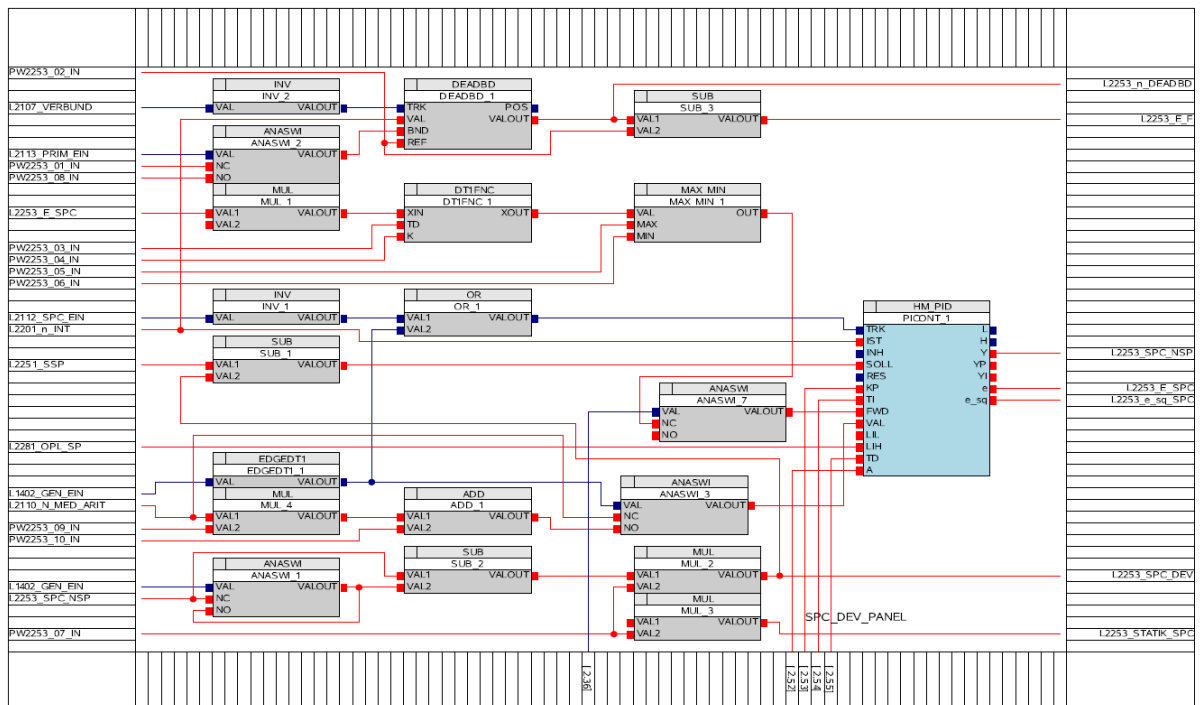 PW2253_02_IN
L2107_VERBUND
L2113_PRIM_EIN
PW2253_01_IN
PW2253_08_IN
L2253_E_SPC
PW2253_03_IN
PW2253_04_IN
PW2253_05_IN
PW2253_06_IN
L2112_SPC_EIN
L2201_n_INT
L2251_SSP
L2281_OPL_SP
L1402_GEN_EIN
L2110_N_MED_ARIT
PW2253_09_IN
PW2253_10_IN
L1402_GEN_EIN
L2253_SPC_NSP
PW2253_07_IN
INV
INV_2
VAL VALOUT
ANASWI
ANASWI_2
VAL VALOUT
NC
NO
MUL
MUL_1
VAL1 VALOUT
VAL2
INV
INV_1
VAL VALOUT
SUB
SUB_1
VAL1 VALOUT
VAL2
EDGEDT1
EDGEDT1_1
VAL VALOUT
MUL
MUL_4
VAL1 VALOUT
VAL2
ANASWI
ANASWI_1
VAL VALOUT
NC
NO
DEADBD
DEADBD_1
TRK POS
VAL VALOUT
BND
REF
DT1FNC
DT1FNC_1
XIN XOUT
TD
K
OR
OR_1
VAL1 VALOUT
VAL2
ADD
ADD_1
VAL1 VALOUT
VAL2
SUB
SUB_2
VAL1 VALOUT
VAL2
SUB
SUB_3
VAL1 VALOUT
VAL2
MAX_MIN
MAX_MIN_1
VAL OUT
MAX
MIN
ANASWI
ANASWI_7
VAL VALOUT
NC
NO
ANASWI
ANASWI_3
VAL VALOUT
NC
NO
MUL
MUL_2
VAL1 VALOUT
VAL2
MUL
MUL_3
VAL1 VALOUT
VAL2
SPC_DEV_PANEL
HM_PID
PICONT_1
TRK L
IST H
INH Y
SOLL YP
RES YI
KP e
TI e_sq
FWD
VAL
LIL
LIH
TD
A
L2253_n_DEADBD
L2253_E_F
L2253_SPC_NSP
L2253_E_SPC
L2253_e_sq_SPC
L2253_SPC_DEV
L2253_STATIK_SPC
[2.36]
[2.52]
[2.53]
[2.54]
[2.55]